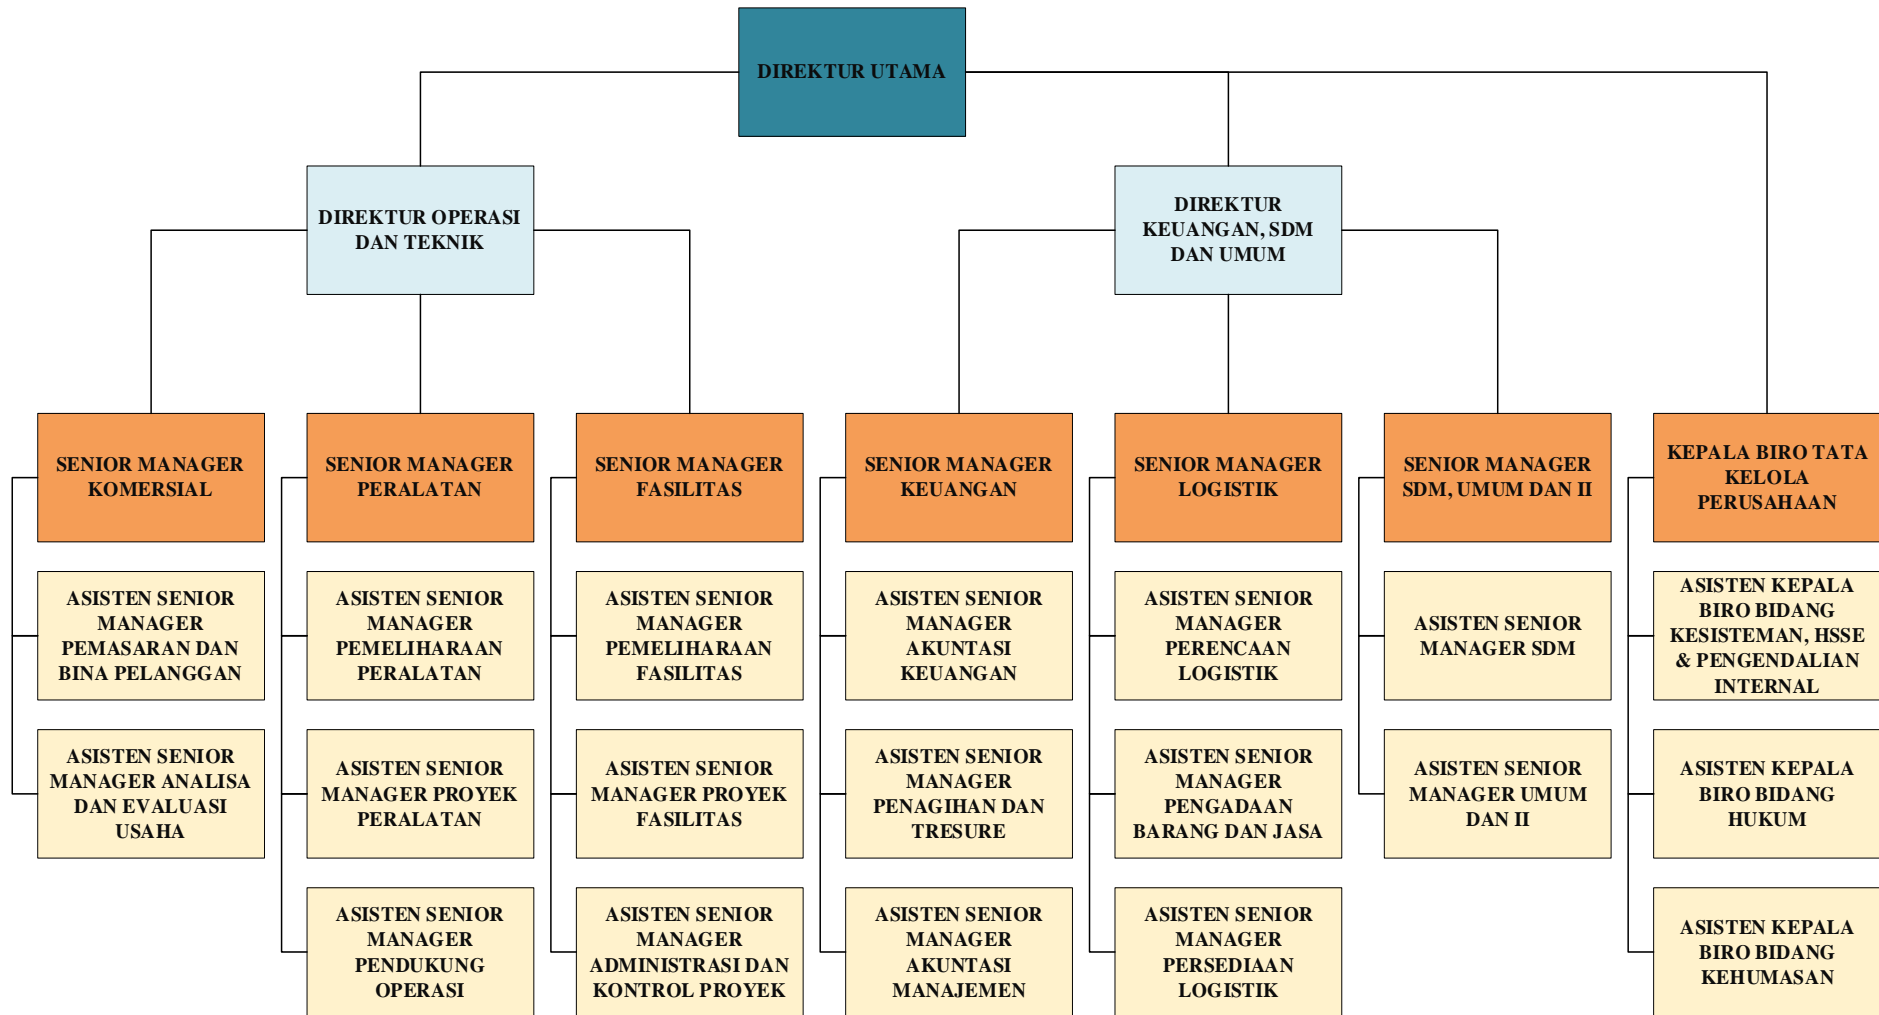 DIREKTUR UTAMA
DIREKTUR OPERASI
DAN TEKNIK
DIREKTUR
KEUANGAN, SDM
DAN UMUM
SENIOR MANAGER
KOMERSIAL
SENIOR MANAGER
PERALATAN
SENIOR MANAGER
FASILITAS
SENIOR MANAGER
KEUANGAN
SENIOR MANAGER
LOGISTIK
SENIOR MANAGER
SDM, UMUM DAN II
KEPALA BIRO TATA
KELOLA
PERUSAHAAN
ASISTEN SENIOR
MANAGER
PEMASARAN DAN
BINA PELANGGAN
ASISTEN SENIOR
MANAGER
PEMELIHARAAN
PERALATAN
ASISTEN SENIOR
MANAGER
PEMELIHARAAN
FASILITAS
ASISTEN SENIOR
MANAGER
AKUNTASI
KEUANGAN
ASISTEN SENIOR
MANAGER
PERENCAAN
LOGISTIK
ASISTEN SENIOR
MANAGER SDM
ASISTEN KEPALA
BIRO BIDANG
KESISTEMAN, HSSE
& PENGENDALIAN
INTERNAL
ASISTEN SENIOR
MANAGER ANALISA
DAN EVALUASI
USAHA
ASISTEN SENIOR
MANAGER PROYEK
PERALATAN
ASISTEN SENIOR
MANAGER PROYEK
FASILITAS
ASISTEN SENIOR
MANAGER
PENAGIHAN DAN
TRESURE
ASISTEN SENIOR
MANAGER
PENGADAAN
BARANG DAN JASA
ASISTEN SENIOR
MANAGER UMUM
DAN II
ASISTEN KEPALA
BIRO BIDANG
HUKUM
ASISTEN SENIOR
MANAGER
PENDUKUNG
OPERASI
ASISTEN SENIOR
MANAGER
ADMINISTRASI DAN
KONTROL PROYEK
ASISTEN SENIOR
MANAGER
AKUNTASI
MANAJEMEN
ASISTEN SENIOR
MANAGER
PERSEDIAAN
LOGISTIK
ASISTEN KEPALA
BIRO BIDANG
KEHUMASAN